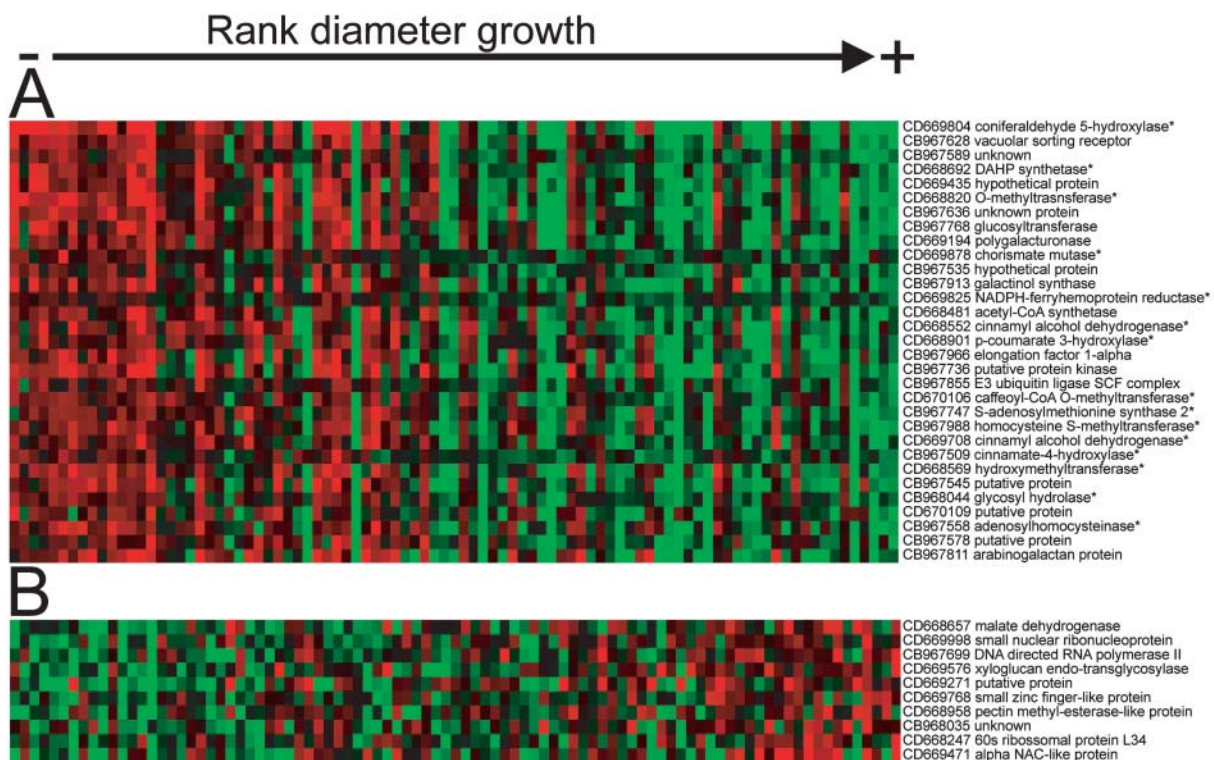 Rank diameter growth
− +
A
CD669804 coniferaldehyde 5-hydroxylase*
CB967628 vacuolar sorting receptor
CB967589 unknown
CD668692 DAHP synthetase*
CD669435 hypothetical protein
CD668820 O-methyltrasnsferase*
CB967636 unknown protein
CB967768 glucosyltransferase
CD669194 polygalacturonase
CD669878 chorismate mutase*
CB967535 hypothetical protein
CB967913 galactinol synthase
CD669825 NADPH-ferryhemoprotein reductase*
CD668481 acetyl-CoA synthetase
CD668552 cinnamyl alcohol dehydrogenase*
CD668901 p-coumarate 3-hydroxylase*
CB967966 elongation factor 1-alpha
CB967736 putative protein kinase
CB967855 E3 ubiquitin ligase SCF complex
CD670106 caffeoyl-CoA O-methyltransferase*
CB967747 S-adenosylmethionine synthase 2*
CB967988 homocysteine S-methyltransferase*
CD669708 cinnamyl alcohol dehydrogenase*
CB967509 cinnamate-4-hydroxylase*
CD668569 hydroxymethyltransferase*
CB967545 putative protein
CB968044 glycosyl hydrolase*
CD670109 putative protein
CB967558 adenosylhomocysteinase*
CB967578 putative protein
CB967811 arabinogalactan protein
B
CD668657 malate dehydrogenase
CD669998 small nuclear ribonucleoprotein
CB967699 DNA directed RNA polymerase II
CD669576 xyloglucan endo-transglycosylase
CD669271 putative protein
CD669768 small zinc finger-like protein
CD668958 pectin methyl-esterase-like protein
CB968035 unknown
CD668247 60s ribossomal protein L34
CD669471 alpha NAC-like protein